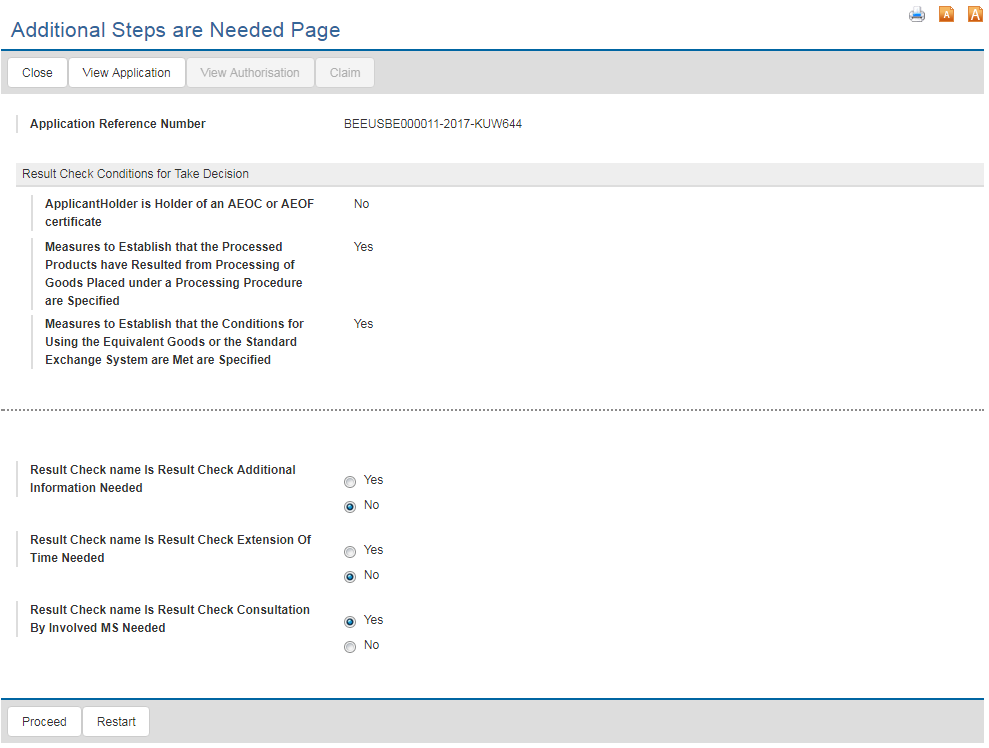 Additional Steps are Needed Page
A
A
Close
View Application
View Authorisation
Claim
Application Reference Number
BEEUSBE000011-2017-KUW644
Result Check Conditions for Take Decision
ApplicantHolder is Holder of an AEOC or AEOF
certificate
No
Measures to Establish that the Processed
Products have Resulted from Processing of
Goods Placed under a Processing Procedure
are Specified
Yes
Measures to Establish that the Conditions for
Using the Equivalent Goods or the Standard
Exchange System are Met are Specified
Yes
Result Check name Is Result Check Additional
Information Needed
Yes
No
Result Check name Is Result Check Extension Of
Time Needed
Yes
No
Result Check name Is Result Check Consultation
By Involved MS Needed
Yes
No
Proceed
Restart